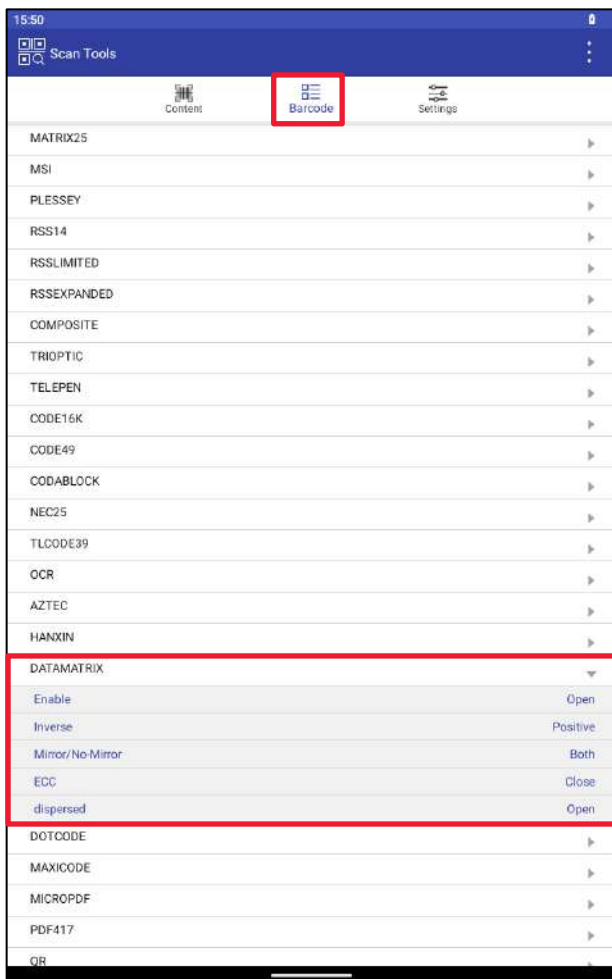 15:50
Scan Tools
Content Barcode Settings
MATRIX25
MSI
PLESSEY
RSS14
RSSLIMITED
RSSEXPANDED
COMPOSITE
TRIOPTIC
TELEPEN
CODE16K
CODE49
CODABLOCK
NEC25
TLCODE39
OCR
AZTEC
HANXIN
DATAMATRIX
Enable Open
Inverse Positive
Mirror/No-Mirror Both
ECC Close
dispersed Open
DOTCODE
MAXICODE
MICROPDF
PDF417
QR